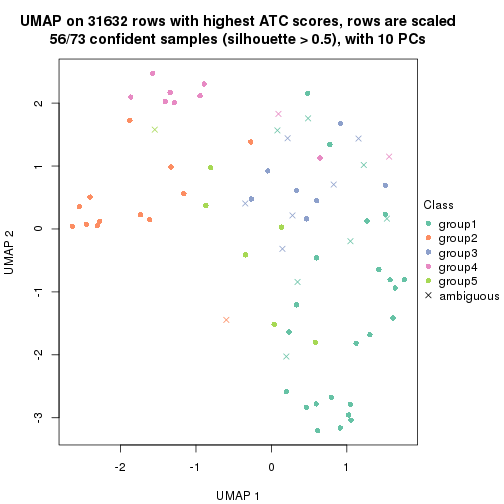 UMAP on 31632 rows with highest ATC scores, rows are scaled
56/73 confident samples (silhouette > 0.5), with 10 PCs
2
1
0
-1
-2
-3
UMAP 2
-2
-1
0
1
UMAP 1
Class
group1
group2
group3
group4
group5
ambiguous